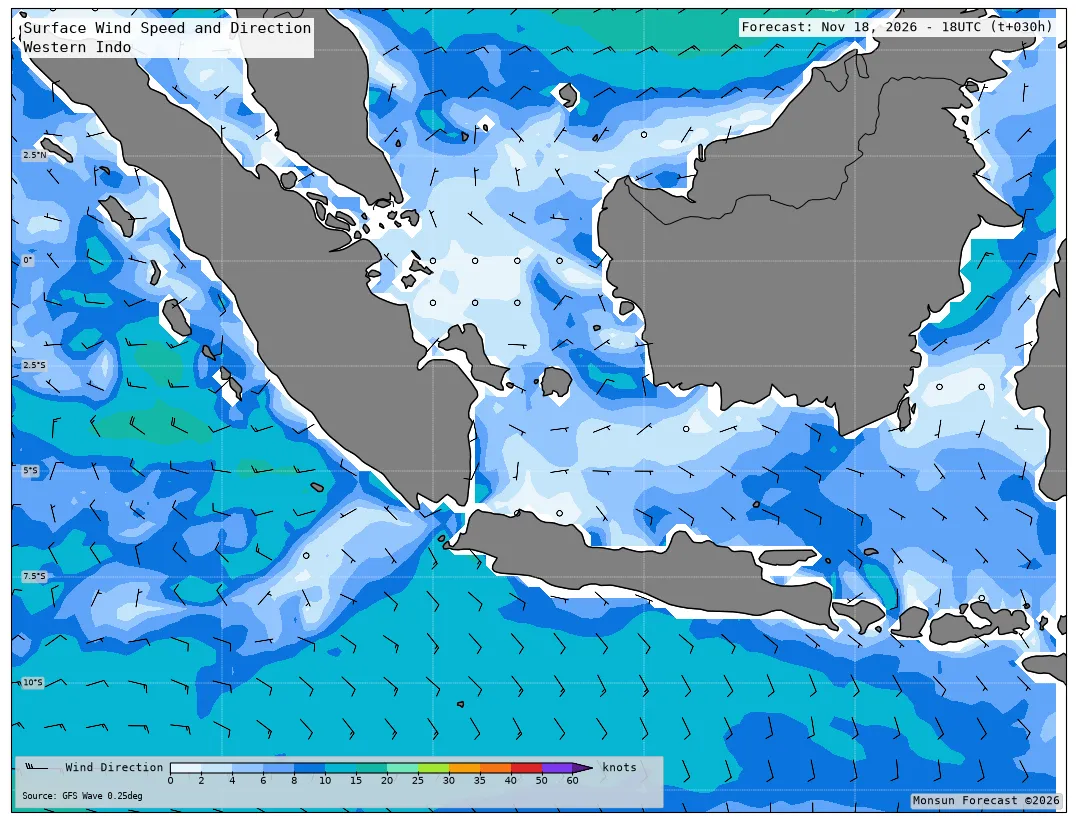 Surface Wind Speed and Direction
Western Indo
Forecast: Nov 18, 2026 - 18UTC (t+030h)
2.5°N
0°
2.5°S
5°S
7.5°S
10°S
Wind Direction
0 2 4 6 8 10 15 20 25 30 35 40 50 60
knots
Source: GFS Wave 0.25deg
Monsun Forecast ©2026